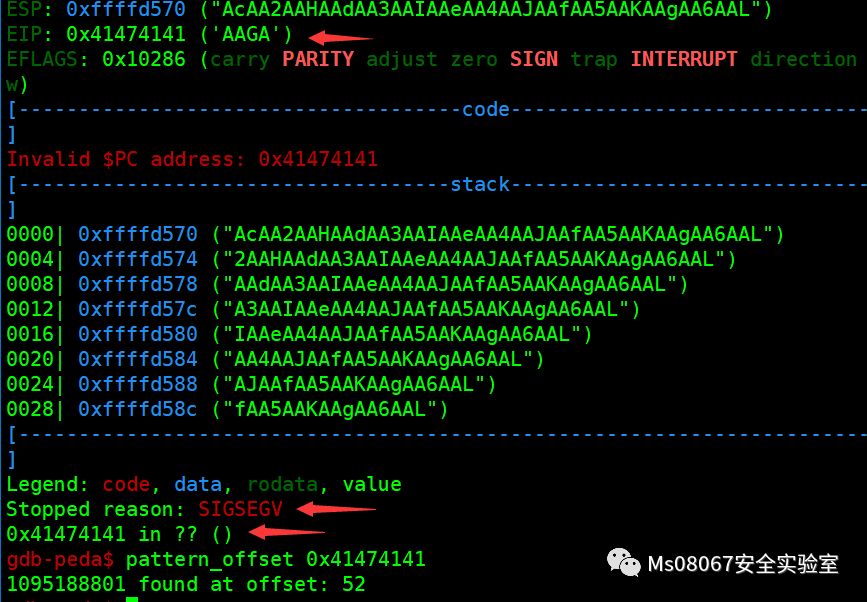 ESP: 0xffffd570 ("AcAA2AAHAAdAA3AAIAAeAA4AAJAAfAA5AAKAAgAA6AAL")
EIP: 0x41474141 ('AAGA')
EFLAGS: 0x10286 (carry PARITY adjust zero SIGN trap INTERRUPT direction
w)
[-------------------------------------code------------------------------
]
Invalid $PC address: 0x41474141
[------------------------------------stack------------------------------
]
0000| 0xffffd570 ("AcAA2AAHAAdAA3AAIAAeAA4AAJAAfAA5AAKAAgAA6AAL")
0004| 0xffffd574 ("2AAHAAdAA3AAIAAeAA4AAJAAfAA5AAKAAgAA6AAL")
0008| 0xffffd578 ("AAdAA3AAIAAeAA4AAJAAfAA5AAKAAgAA6AAL")
0012| 0xffffd57c ("A3AAIAAeAA4AAJAAfAA5AAKAAgAA6AAL")
0016| 0xffffd580 ("IAAeAA4AAJAAfAA5AAKAAgAA6AAL")
0020| 0xffffd584 ("AA4AAJAAfAA5AAKAAgAA6AAL")
0024| 0xffffd588 ("AJAAfAA5AAKAAgAA6AAL")
0028| 0xffffd58c ("fAA5AAKAAgAA6AAL")
[-----------------------------------------------------------------------
]
Legend: code, data, rodata, value
Stopped reason: SIGSEGV
0x41474141 in ?? ()
gdb-peda$ pattern_offset 0x41474141
1095188801 found at offset: 52
Ms08067安全实验室